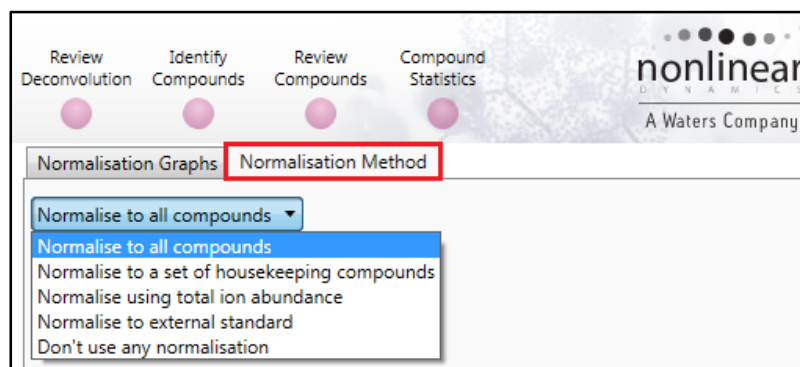 Review Deconvolution
Identify Compounds
Review Compounds
Compound Statistics
nonlinear
DYNAMICS
A Waters Company
Normalisation Graphs
Normalisation Method
Normalise to all compounds
Normalise to all compounds
Normalise to a set of housekeeping compounds
Normalise using total ion abundance
Normalise to external standard
Don't use any normalisation